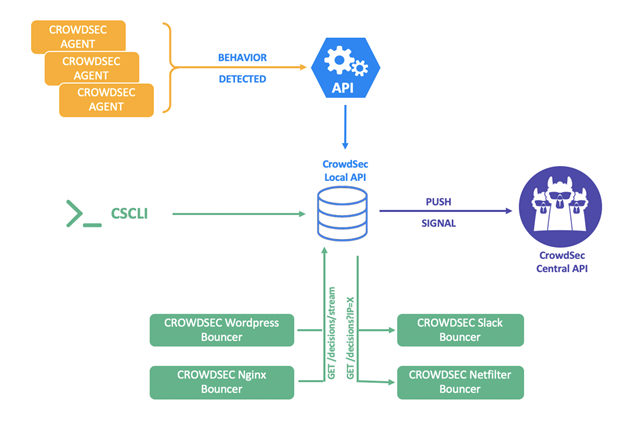 CROWDSEC
AGENT
CROWDSEC
AGENT
CROWDSEC
AGENT
BEHAVIOR
DETECTED
API
CrowdSec
Local API
>_ CSCLI
PUSH
SIGNAL
CrowdSec
Central API
GET /decisions/stream
GET /decisions?IP=X
CROWDSEC Wordpress
Bouncer
CROWDSEC Slack
Bouncer
CROWDSEC Nginx
Bouncer
CROWDSEC Netfilter
Bouncer